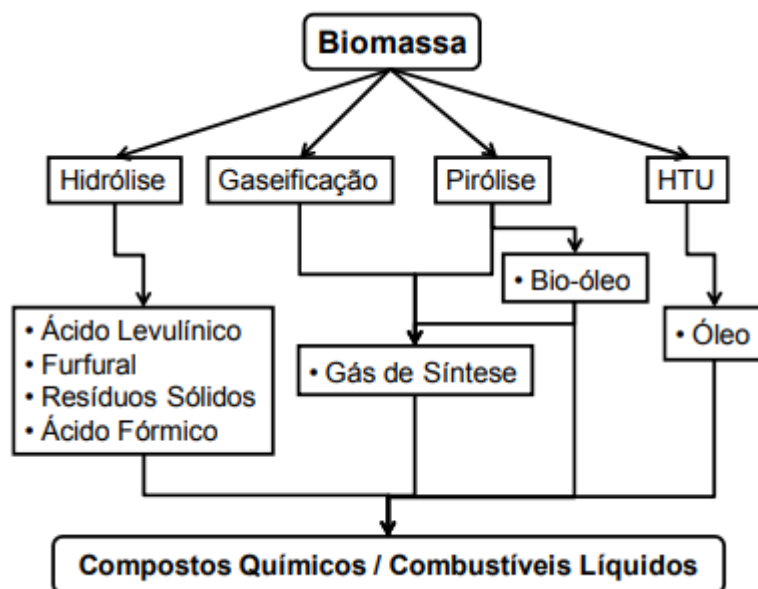 Biomassa
Hidrólise
Gaseificação
Pirólise
HTU
• Bio-óleo
• Ácido Levulínico
• Furfural
• Resíduos Sólidos
• Ácido Fórmico
• Gás de Síntese
• Óleo
Compostos Químicos / Combustíveis Líquidos